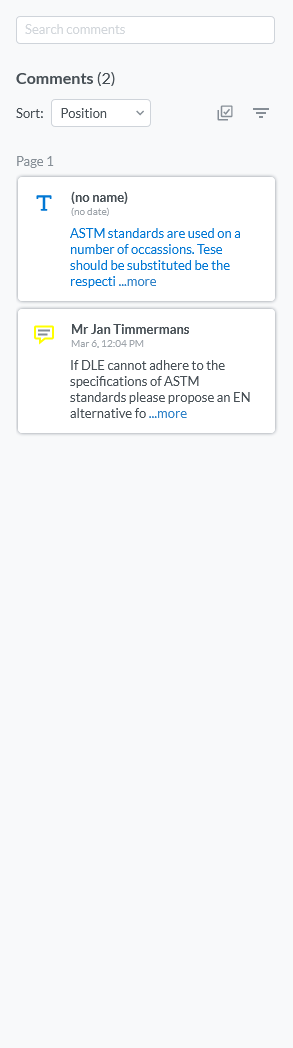 Search comments
Comments (2)
Sort: Position
Page 1
(no name)
(no date)
ASTM standards are used on a
number of occassions. Tese
should be substituted be the
respecti ...more
Mr Jan Timmermans
Mar 6, 12:04 PM
If DLE cannot adhere to the
specifications of ASTM
standards please propose an EN
alternative fo ...more